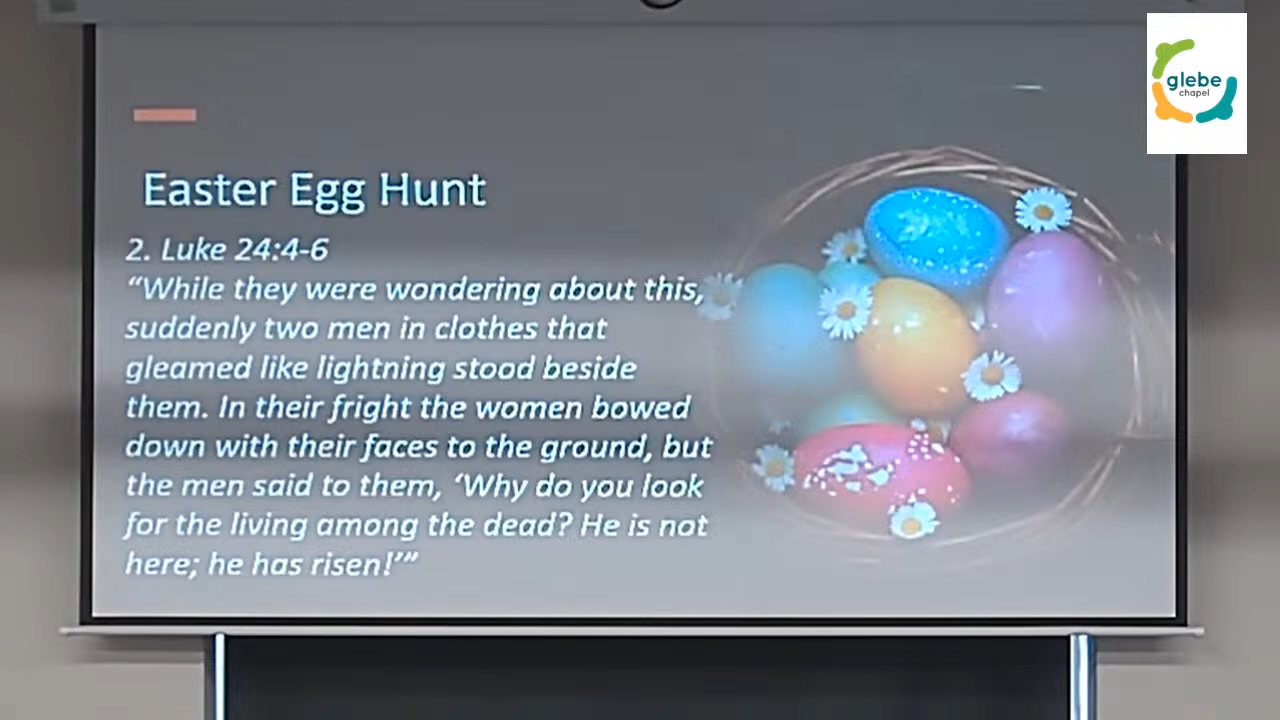 glebe
chapel
Easter Egg Hunt
2. Luke 24:4-6
“While they were wondering about this,
suddenly two men in clothes that
gleamed like lightning stood beside
them. In their fright the women bowed
down with their faces to the ground, but
the men said to them, ‘Why do you look
for the living among the dead? He is not
here; he has risen!’”